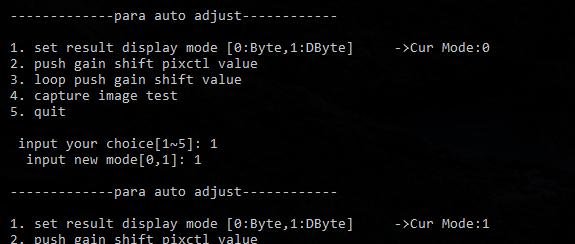 -------------para auto adjust------------
1. set result display mode [0:Byte,1:DByte]     ->Cur Mode:0
2. push gain shift pixctl value
3. loop push gain shift value
4. capture image test
5. quit
input your choice[1~5]: 1
input new mode[0,1]: 1
-------------para auto adjust------------
1. set result display mode [0:Byte,1:DByte]     ->Cur Mode:1
2. push gain shift pixctl value